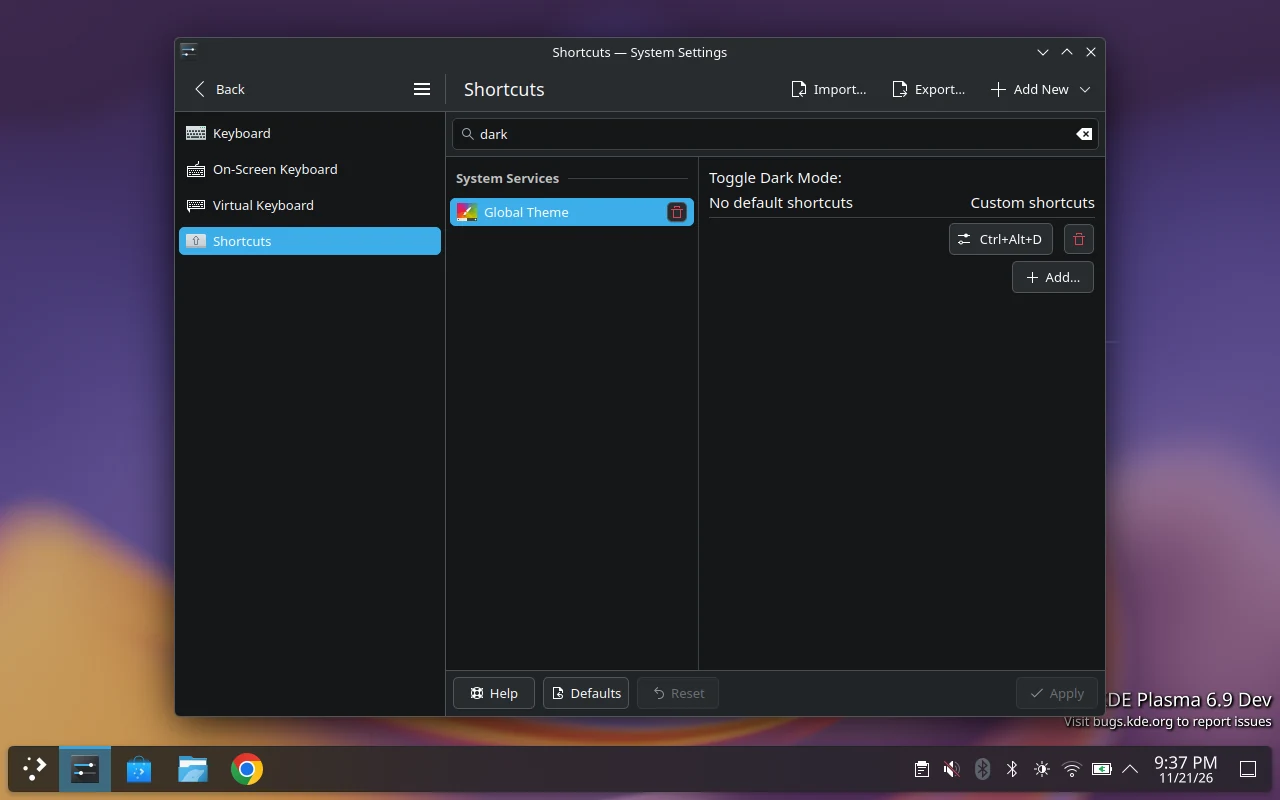 Shortcuts — System Settings
Back
Shortcuts
Import...
Export...
Add New
Keyboard
On-Screen Keyboard
Virtual Keyboard
Shortcuts
dark
System Services
Global Theme
Toggle Dark Mode:
No default shortcuts
Custom shortcuts
Ctrl+Alt+D
Add...
Help
Defaults
Reset
Apply
DE Plasma 6.9 Dev
Visit bugs.kde.org to report issues
9:37 PM
11/21/26